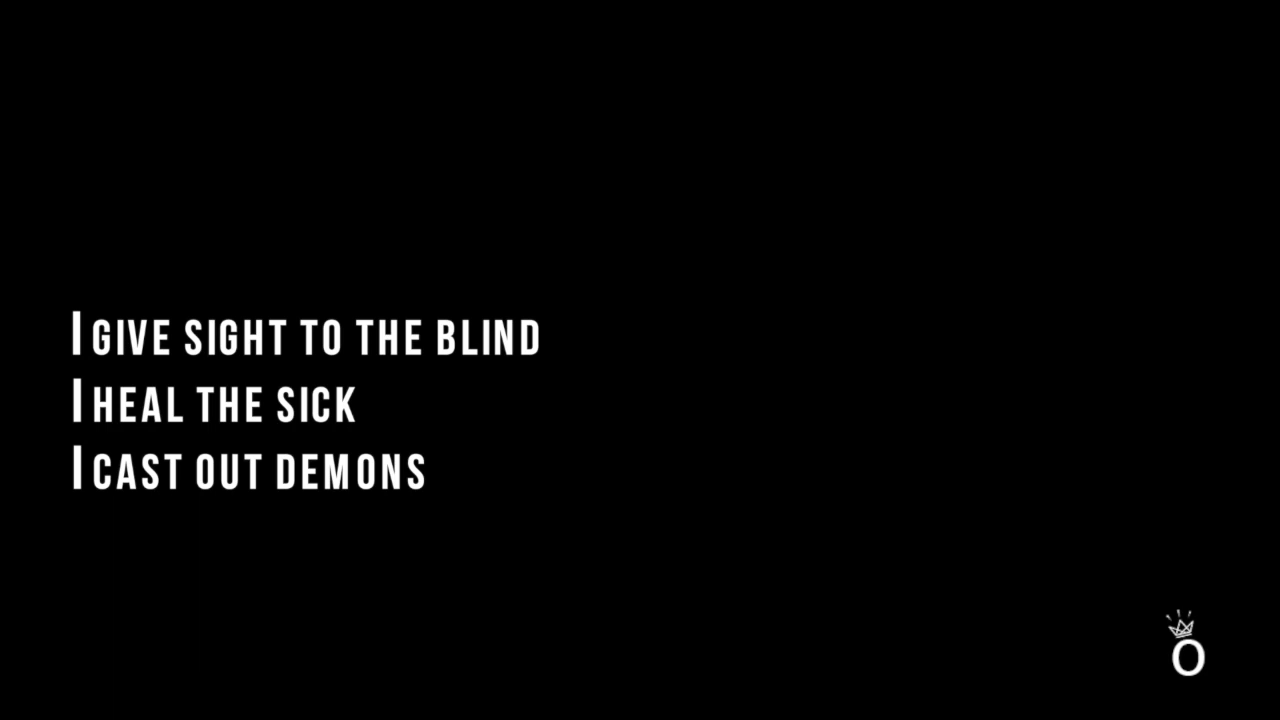 I GIVE SIGHT TO THE BLIND
I HEAL THE SICK
I CAST OUT DEMONS
O